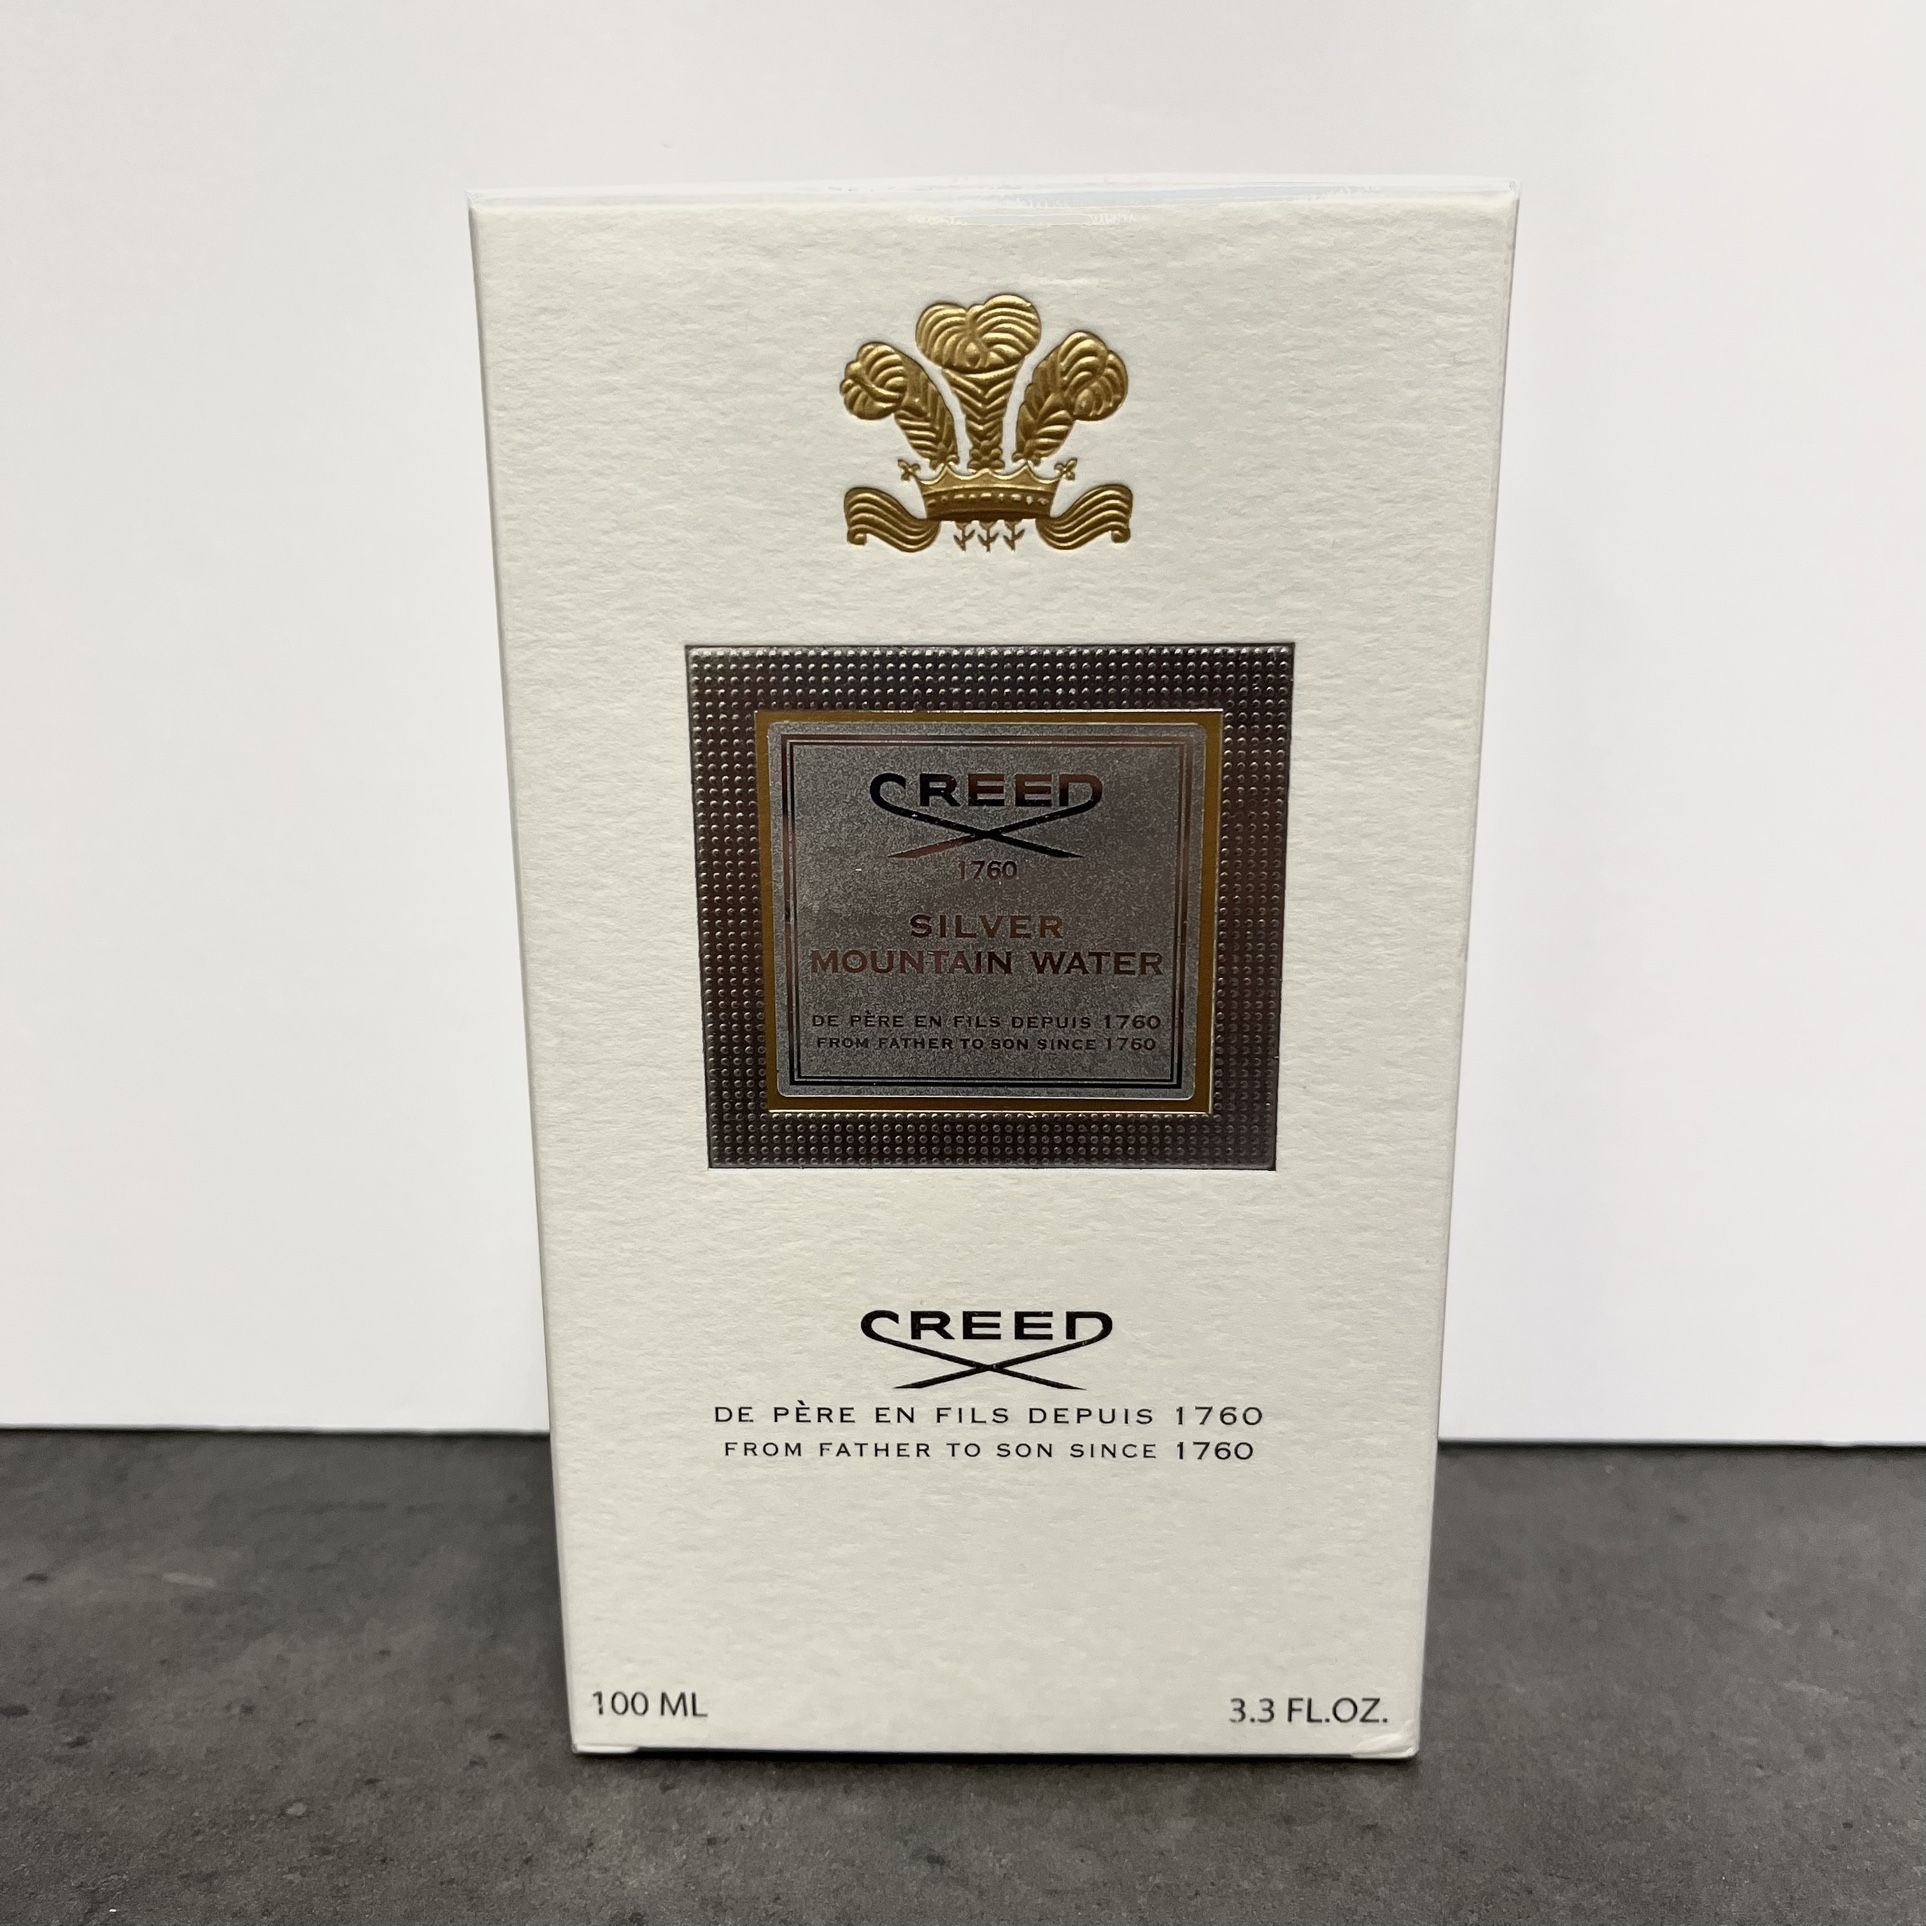 CREED
1760
SILVER
MOUNTAIN WATER
DE PÈRE EN FILS DEPUIS 1760
FROM FATHER TO SON SINCE 1760
CREED
DE PÈRE EN FILS DEPUIS 1760
FROM FATHER TO SON SINCE 1760
100 ML
3.3 FL.OZ.